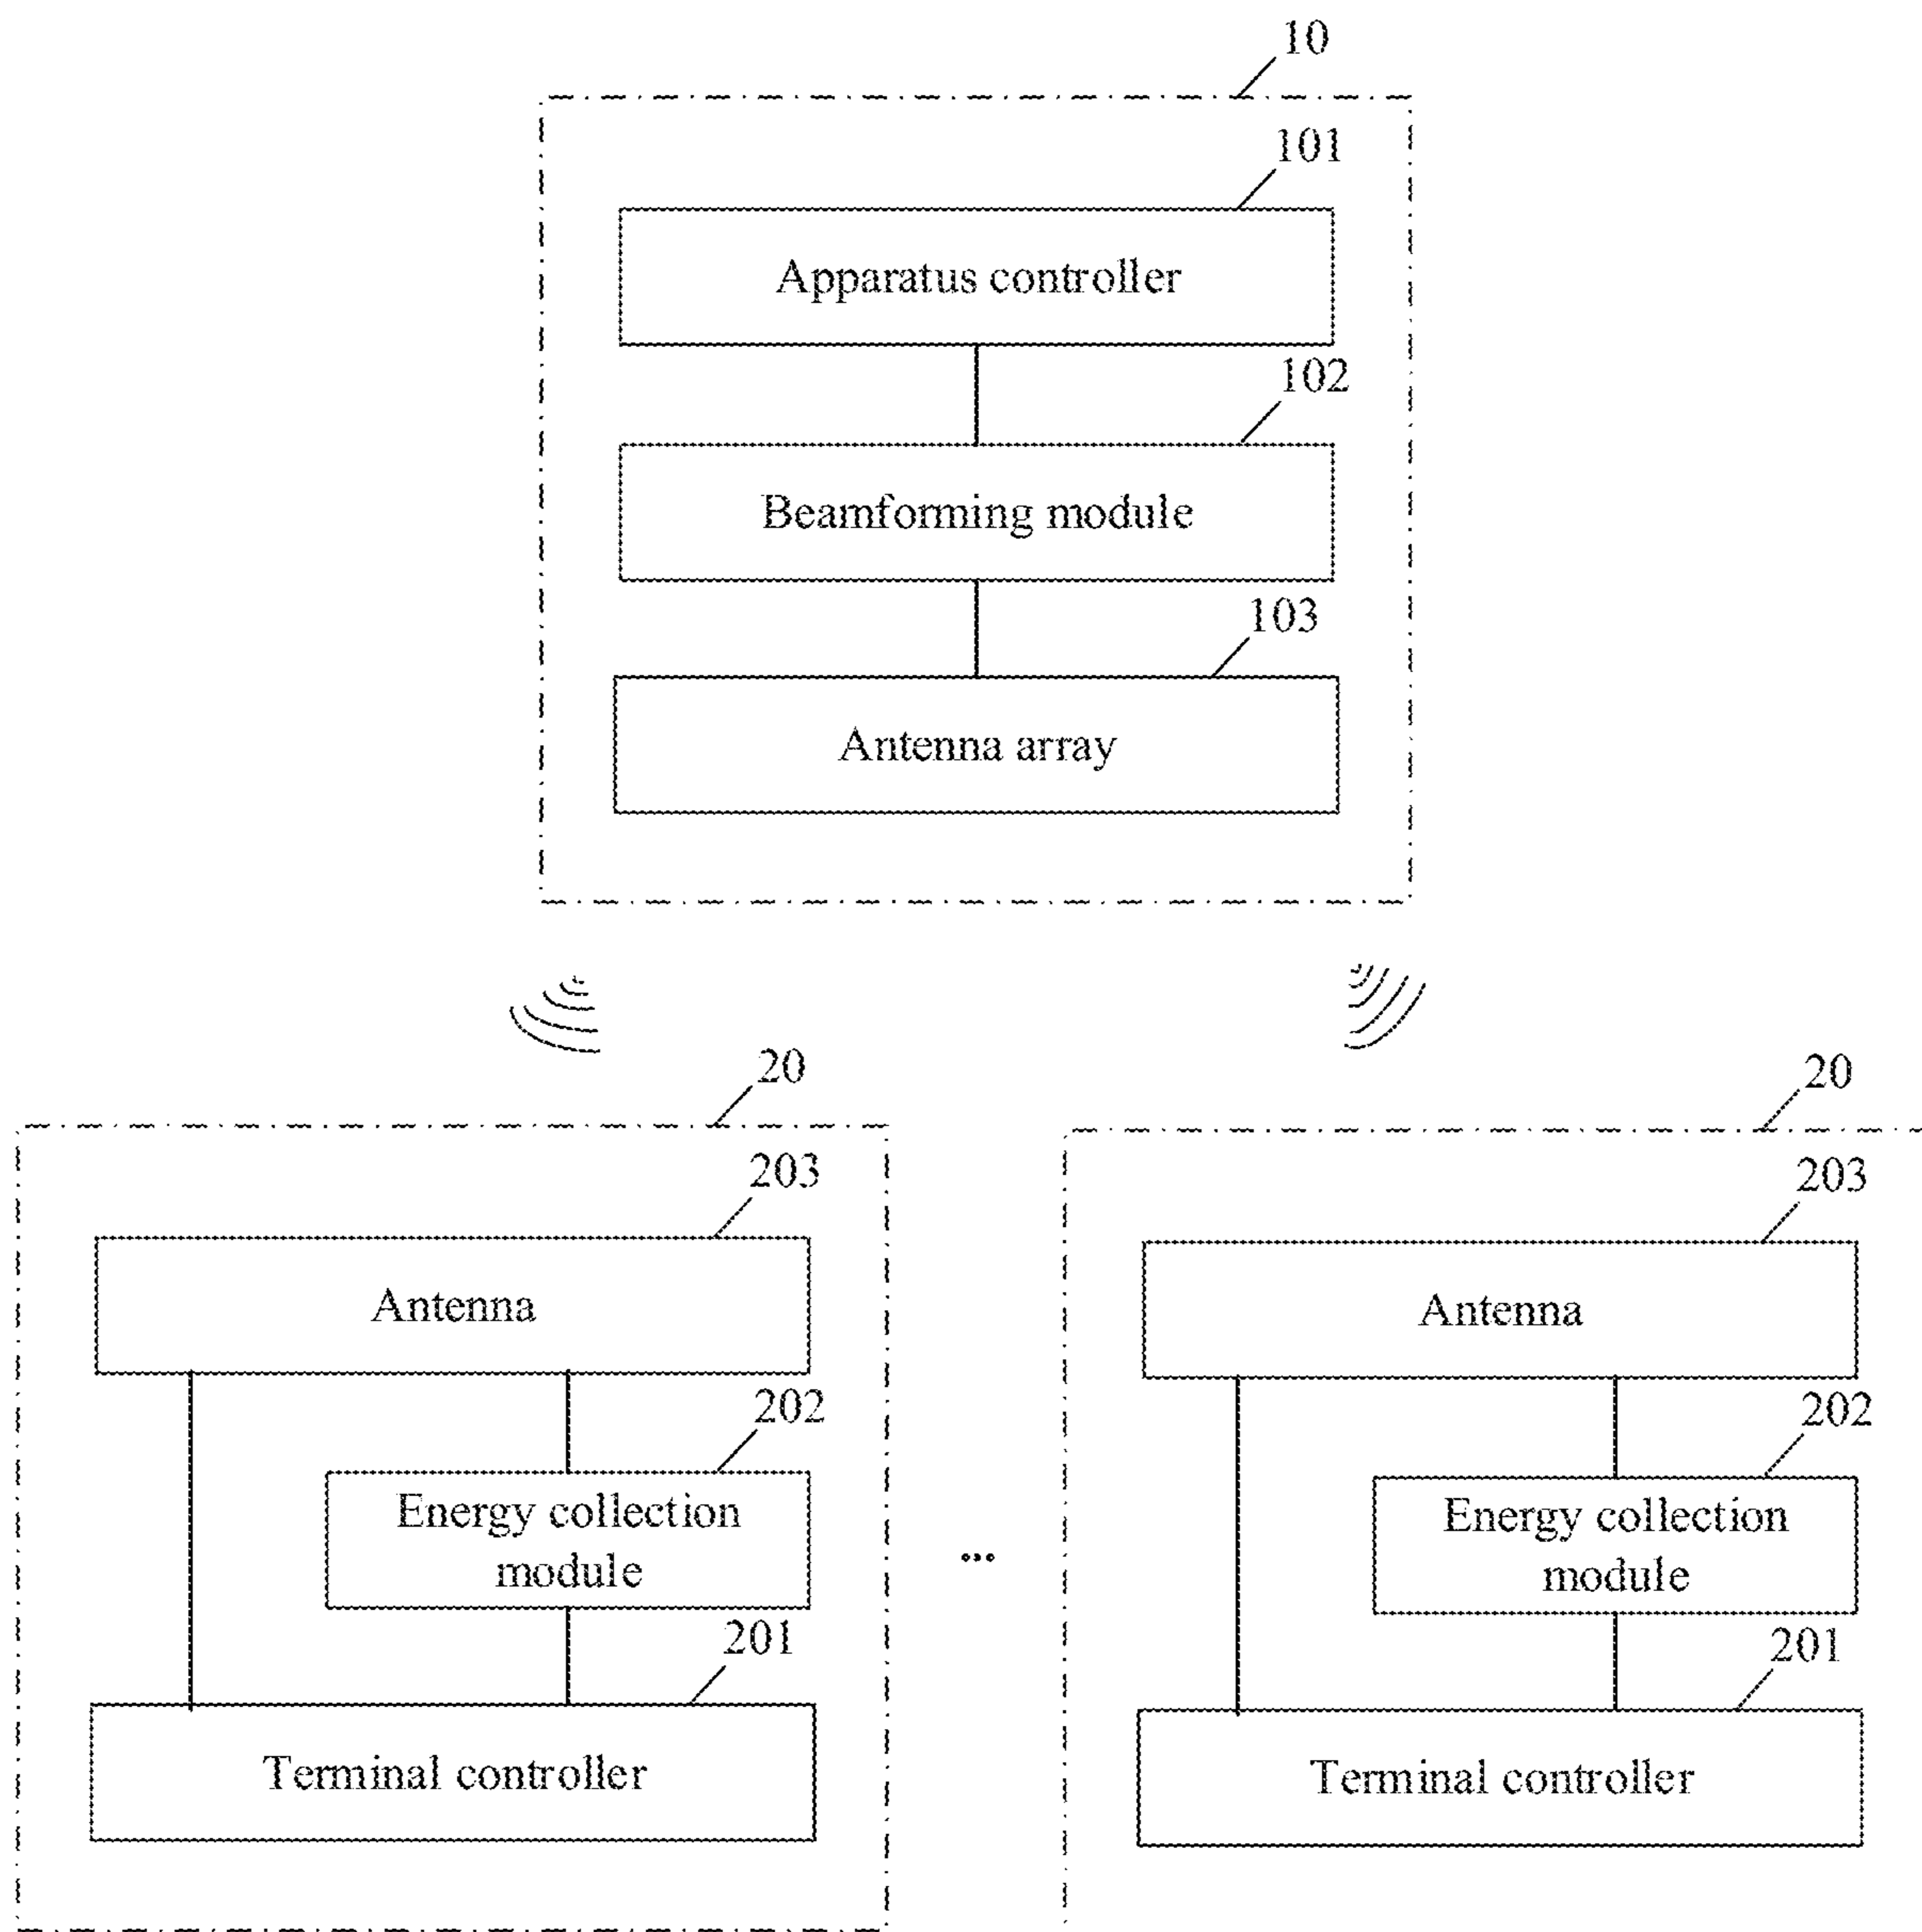 10
101
Apparatus controller
102
Beamforming module
103
Antenna array
20
203
Antenna
202
Energy collection
module
201
Terminal controller
...
20
203
Antenna
202
Energy collection
module
201
Terminal controller